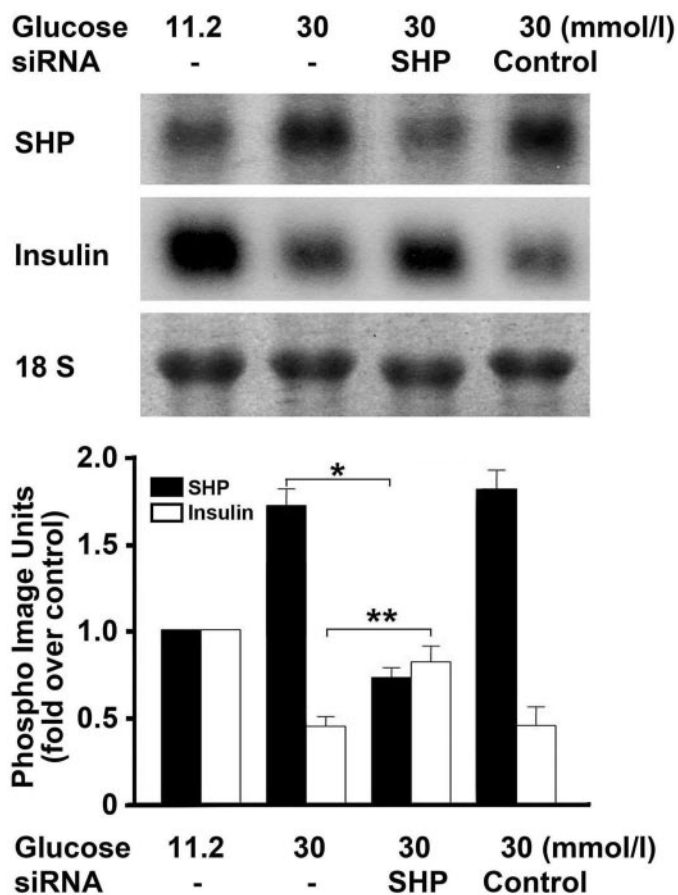 Glucose 11.2 30 30 30 (mmol/l)
siRNA - - SHP Control
SHP
Insulin
18 S
2.0
* 
SHP
Insulin
1.5
Phospho Image Units
(fold over control)
1.0
**
0.5
0
Glucose 11.2 30 30 30 (mmol/l)
siRNA - - SHP Control